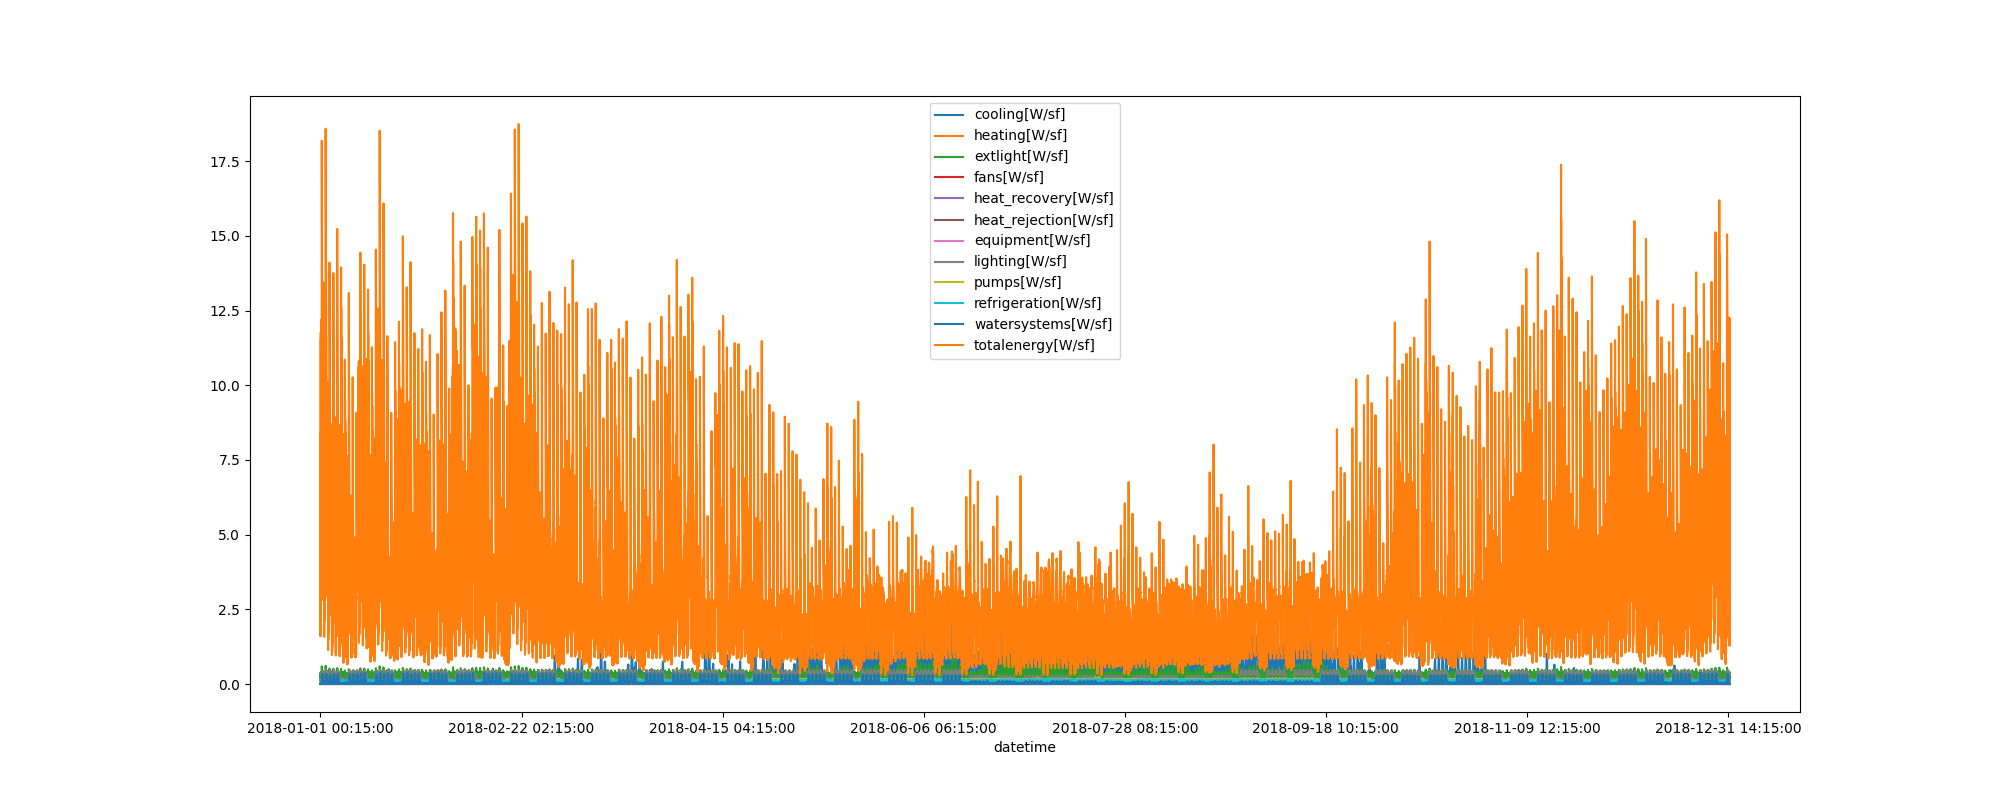 cooling[W/sf]
heating[W/sf]
extlight[W/sf]
fans[W/sf]
heat_recovery[W/sf]
heat_rejection[W/sf]
equipment[W/sf]
lighting[W/sf]
pumps[W/sf]
refrigeration[W/sf]
watersystems[W/sf]
totalenergy[W/sf]
17.5
15.0
12.5
10.0
7.5
5.0
2.5
0.0
2018-01-01 00:15:00 2018-02-22 02:15:00 2018-04-15 04:15:00 2018-06-06 06:15:00 2018-07-28 08:15:00 2018-09-18 10:15:00 2018-11-09 12:15:00 2018-12-31 14:15:00
datetime